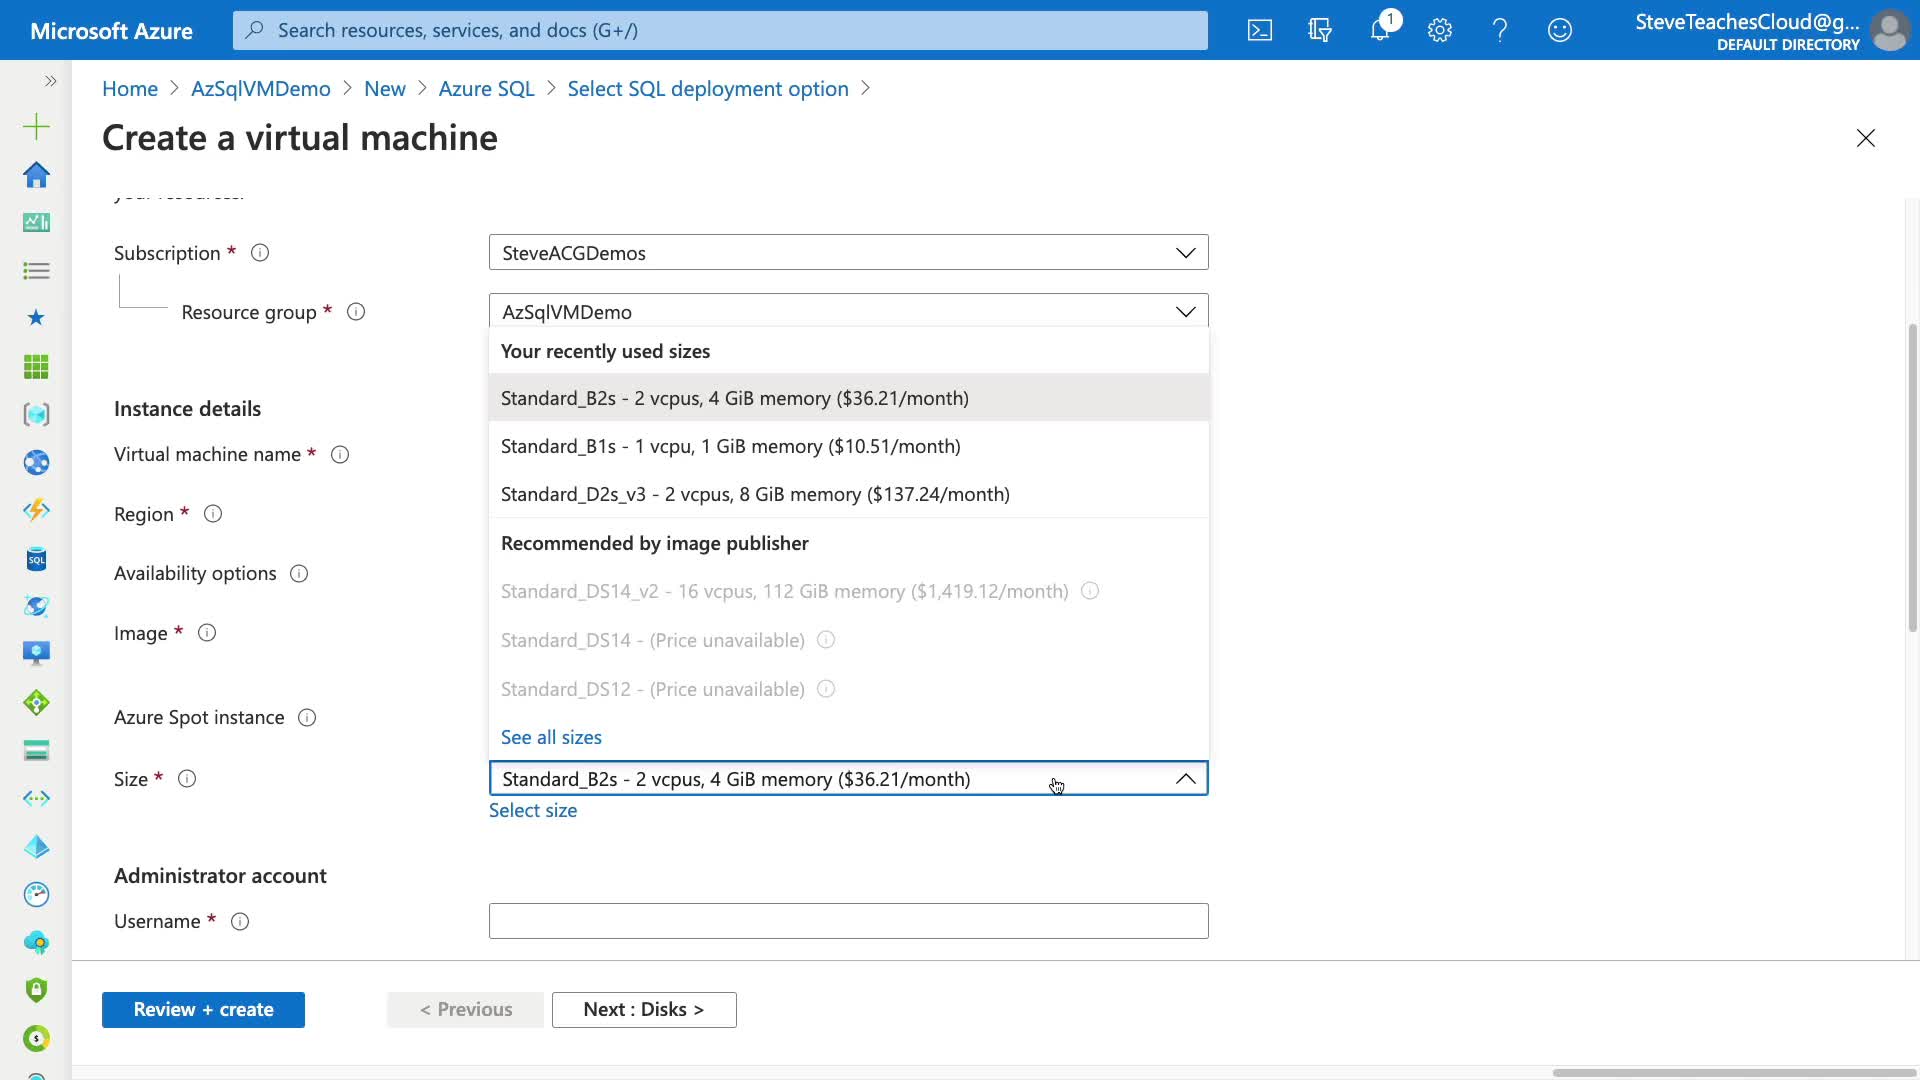 Microsoft Azure
Search resources, services, and docs (G+/)
1
SteveTeachesCloud@g...
DEFAULT DIRECTORY
Home > AzSqlVMDemo > New > Azure SQL > Select SQL deployment option >
Create a virtual machine
your resources.
Subscription *
SteveACGDemos
Resource group *
AzSqlVMDemo
Your recently used sizes
Standard_B2s - 2 vcpus, 4 GiB memory ($36.21/month)
Standard_B1s - 1 vcpu, 1 GiB memory ($10.51/month)
Standard_D2s_v3 - 2 vcpus, 8 GiB memory ($137.24/month)
Recommended by image publisher
Standard_DS14_v2 - 16 vcpus, 112 GiB memory ($1,419.12/month)
Standard_DS14 - (Price unavailable)
Standard_DS12 - (Price unavailable)
See all sizes
Instance details
Virtual machine name *
Region *
Availability options
Image *
Azure Spot instance
Size *
Standard_B2s - 2 vcpus, 4 GiB memory ($36.21/month)
Select size
Administrator account
Username *
Review + create
< Previous
Next : Disks >